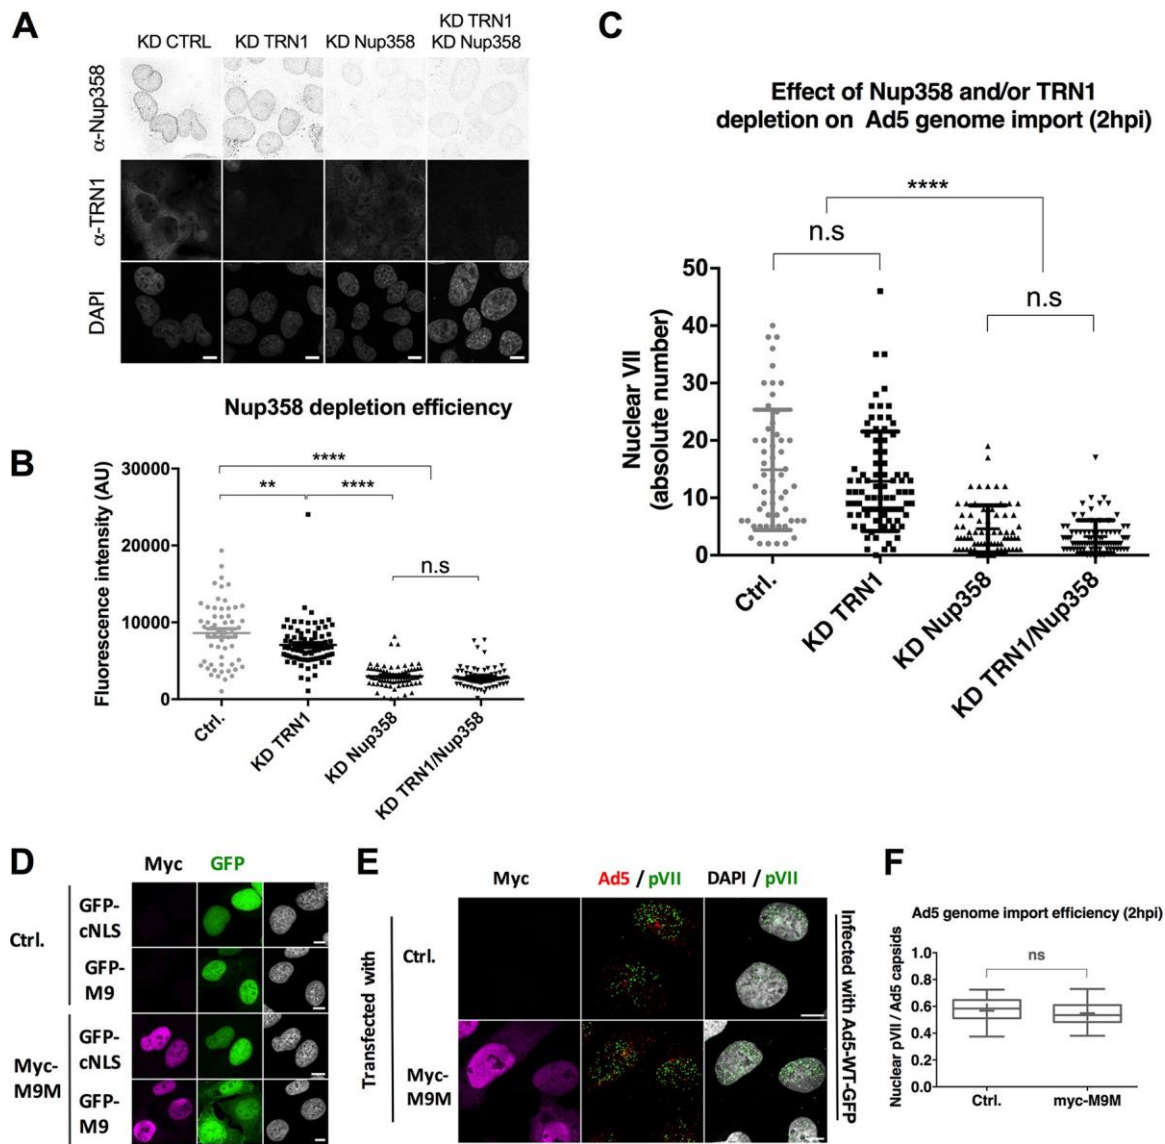 A
KD CTRL
KD TRN1
KD Nup358
KD TRN1
KD Nup358
α-Nup358
α-TRN1
DAPI
Nup358 depletion efficiency
B
Fluorescence intensity (AU)
30000
20000
10000
0
****
**
****
n.s
Ctrl.
KD TRN1
KD Nup358
KD TRN1/Nup358
C
Effect of Nup358 and/or TRN1
depletion on Ad5 genome import (2hpi)
****
n.s
n.s
Nuclear VII
(absolute number)
50
40
30
20
10
0
Ctrl.
KD TRN1
KD Nup358
KD TRN1/Nup358
D
Myc
GFP
Ctrl.
GFP-
cNLS
GFP-
M9
Myc-
M9M
GFP-
cNLS
GFP-
M9
E
Myc
Ad5 / pVII
DAPI / pVII
Transfected with
Ctrl.
Myc-
M9M
Infected with Ad5-WT-GFP
F
Ad5 genome import efficiency (2hpi)
Nuclear pVII / Ad5 capsids
1.0
0.8
0.6
0.4
0.2
0.0
ns
Ctrl.
myc-M9M